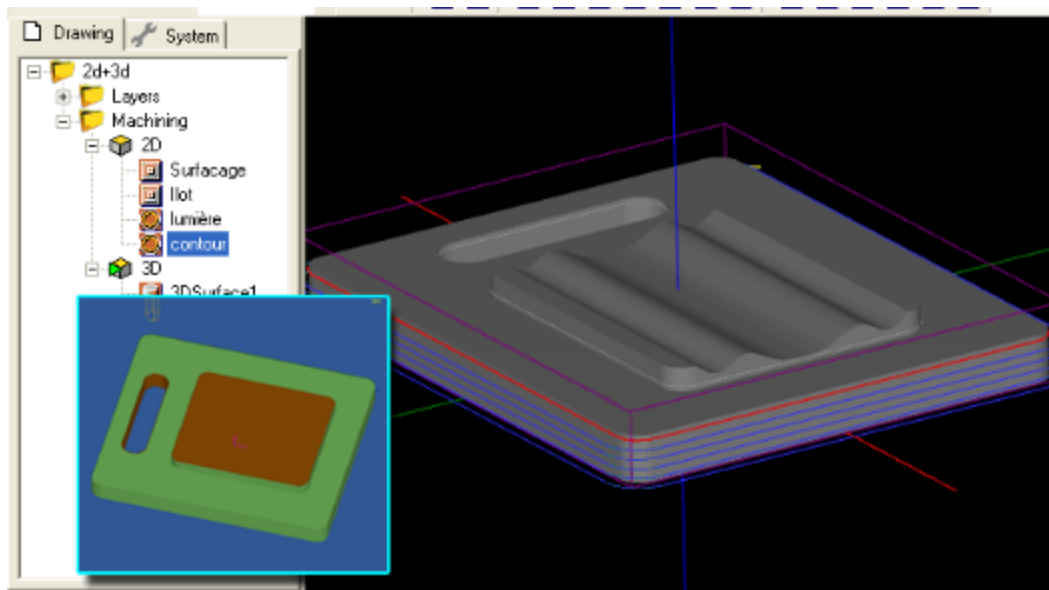 Drawing
System
2d+3d
Layers
Machining
2D
Surfacage
Ilot
lumière
contour
3D
3DSurface1